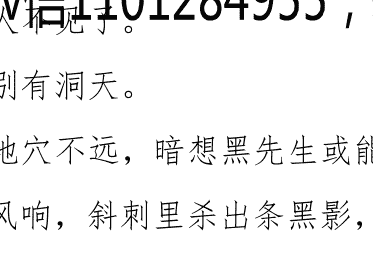 信1101284955，
人不见了。
别有洞天。
地穴不远，暗想黑先生或能
风响，斜刺里杀出条黑影，